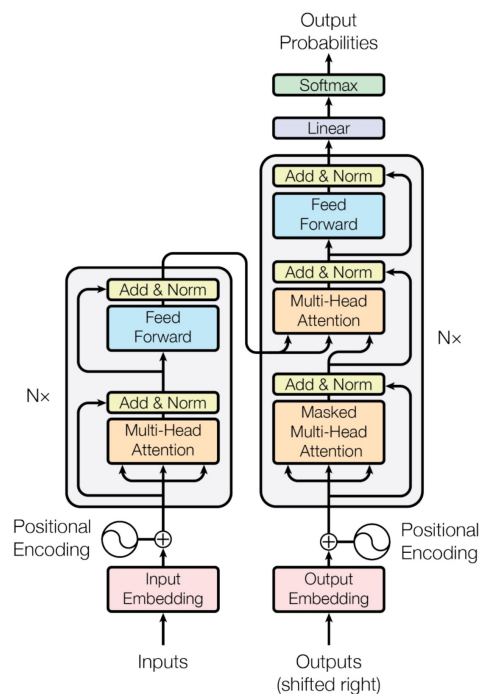 Output
Probabilities
Softmax
Linear
Add & Norm
Feed
Forward
Add & Norm
Multi-Head
Attention
Add & Norm
Masked
Multi-Head
Attention
N×
Add & Norm
Feed
Forward
Add & Norm
Multi-Head
Attention
N×
Positional
Encoding
Positional
Encoding
Input
Embedding
Output
Embedding
Inputs
Outputs
(shifted right)